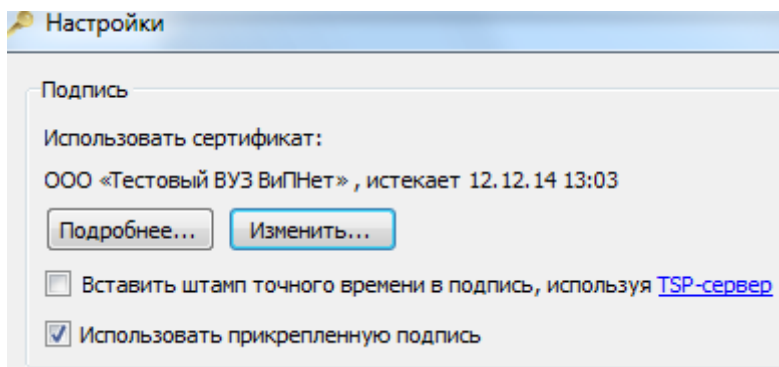 Настройки
Подпись
Использовать сертификат:
ООО «Тестовый ВУЗ ВиПНет» , истекает 12.12.14 13:03
Подробнее... Изменить...
Вставить штамп точного времени в подпись, используя TSP-сервер
Использовать прикрепленную подпись